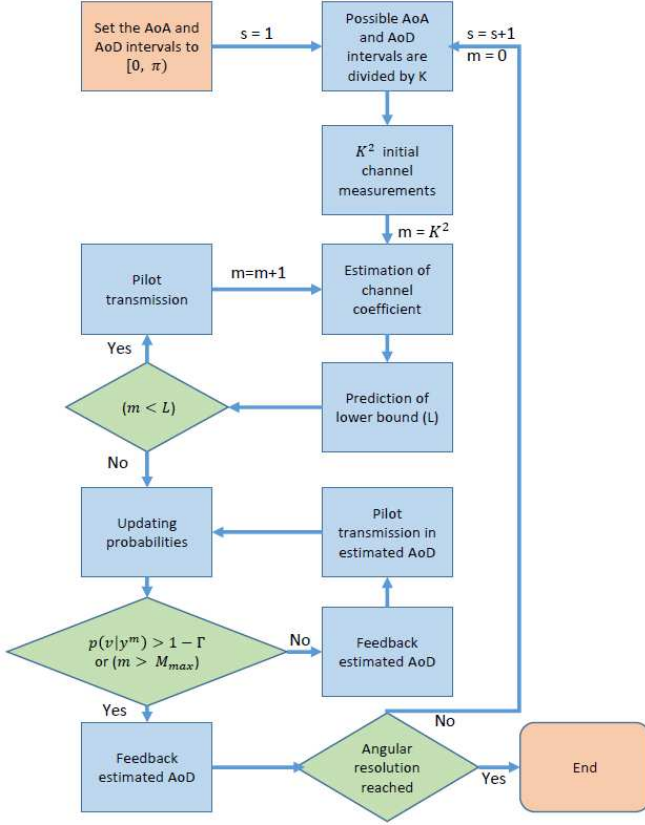 Set the AoA and
AoD intervals to
[0, π)
s = 1
Possible AoA
and AoD
intervals are
divided by K
s = s+1
m = 0
K² initial
channel
measurements
m = K²
Pilot
transmission
m=m+1
Estimation of
channel
coefficient
Yes
(m < L)
Prediction of
lower bound (L)
No
Updating
probabilities
Pilot
transmission in
estimated AoD
p(v|yᵐ) > 1 − Γ
or (m > Mₘₐₓ)
No
Feedback
estimated AoD
Yes
Feedback
estimated AoD
Angular
resolution
reached
No
Yes
End